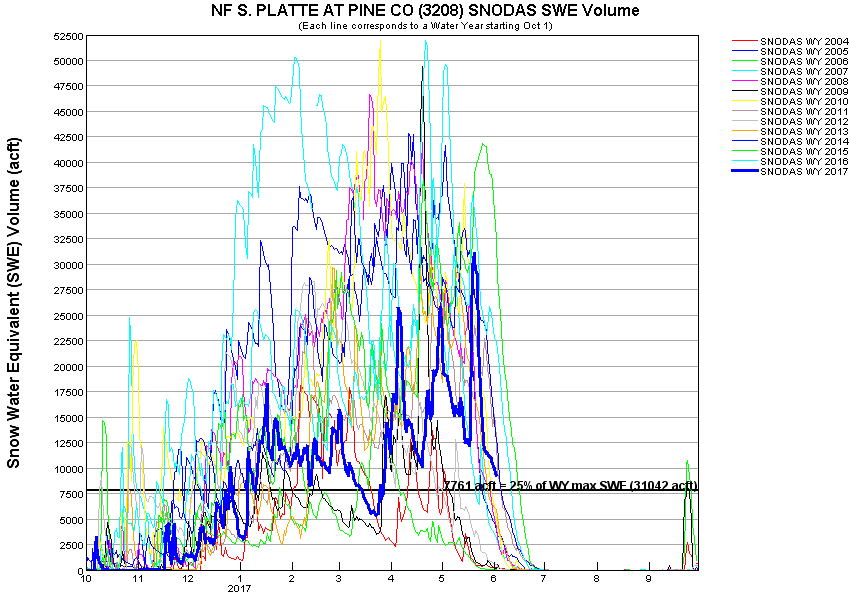 NF S. PLATTE AT PINE CO (3208) SNODAS SWE Volume
(Each line corresponds to a Water Year starting Oct 1)
Snow Water Equivalent (SWE) Volume (acft)
52500
50000
47500
45000
42500
40000
37500
35000
32500
30000
27500
25000
22500
20000
17500
15000
12500
10000
7500
5000
2500
0
7761 acft = 25% of WY max SWE (31042 acft)
10 11 12 1 2 3 4 5 6 7 8 9
2017
SNODAS WY 2004
SNODAS WY 2005
SNODAS WY 2006
SNODAS WY 2007
SNODAS WY 2008
SNODAS WY 2009
SNODAS WY 2010
SNODAS WY 2011
SNODAS WY 2012
SNODAS WY 2013
SNODAS WY 2014
SNODAS WY 2015
SNODAS WY 2016
SNODAS WY 2017